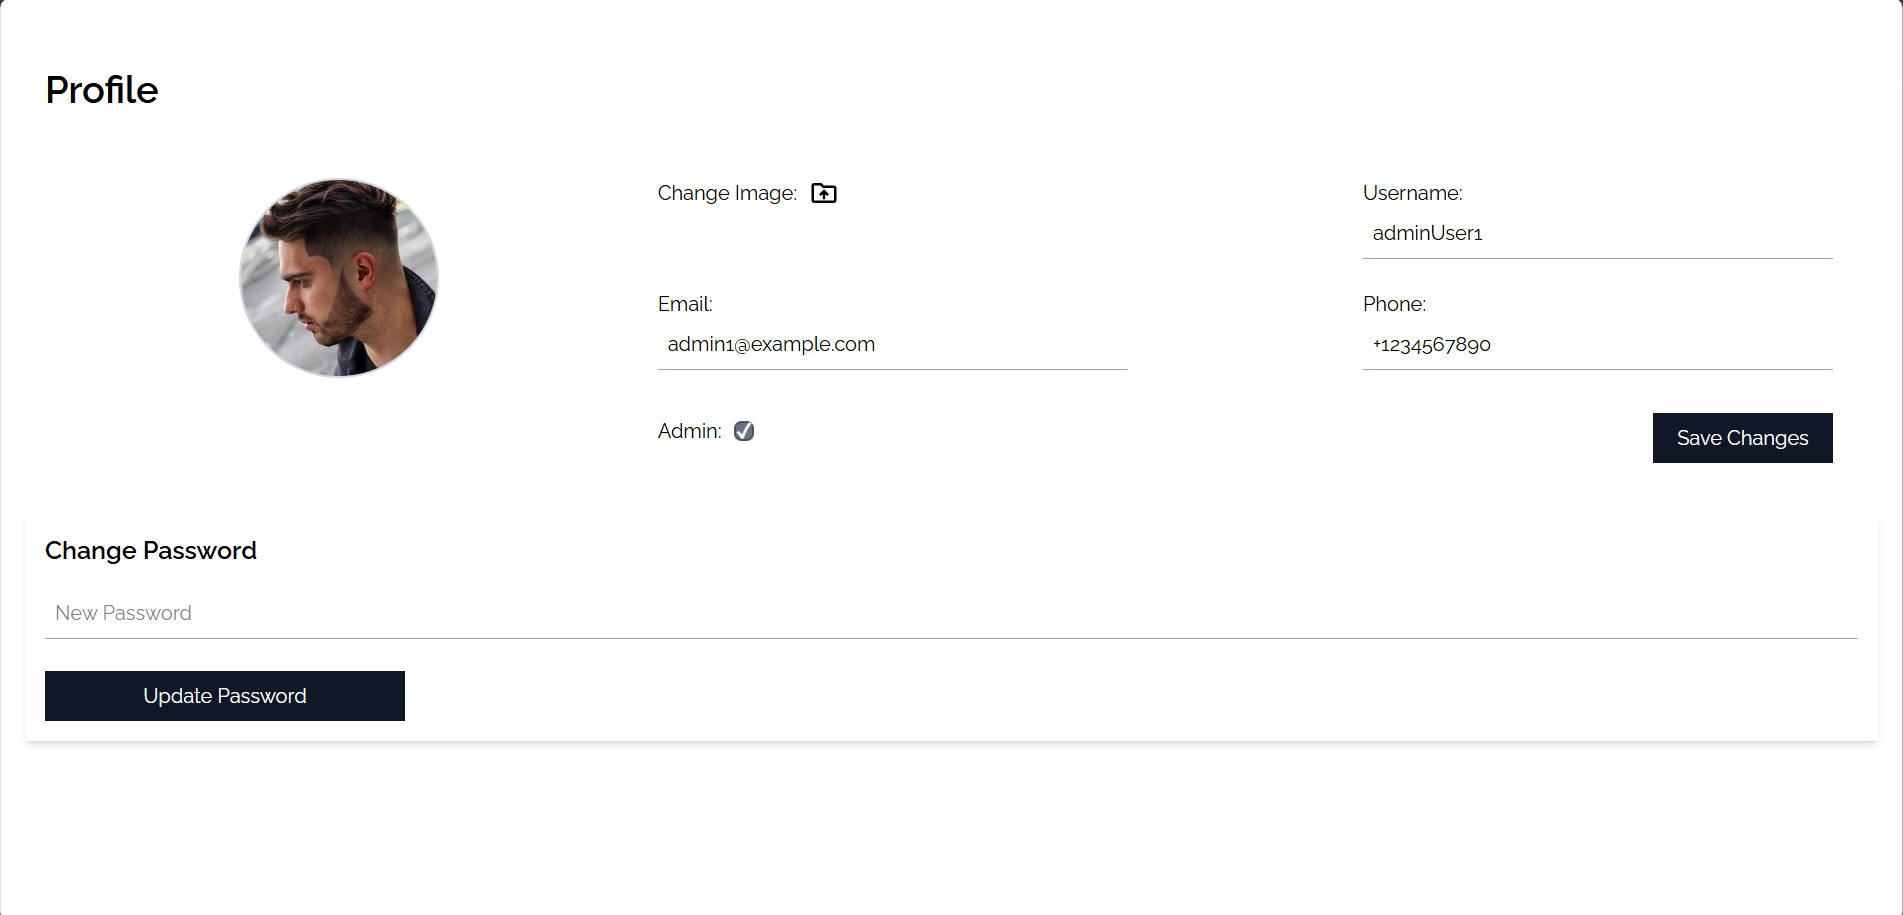 Profile
Change Image:
Username:
adminUser1
Email:
admin1@example.com
Phone:
+1234567890
Admin:
Save Changes
Change Password
New Password
Update Password